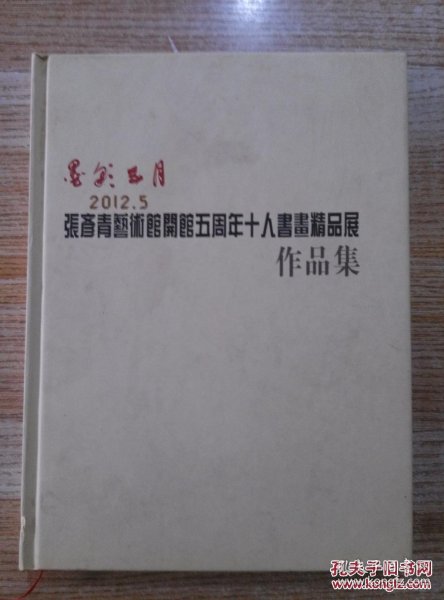 墨彩五月
2012.5
張彥青藝術館開館五周年十人書畫精品展
作品集
孔夫子旧书网
www.kongfz.com